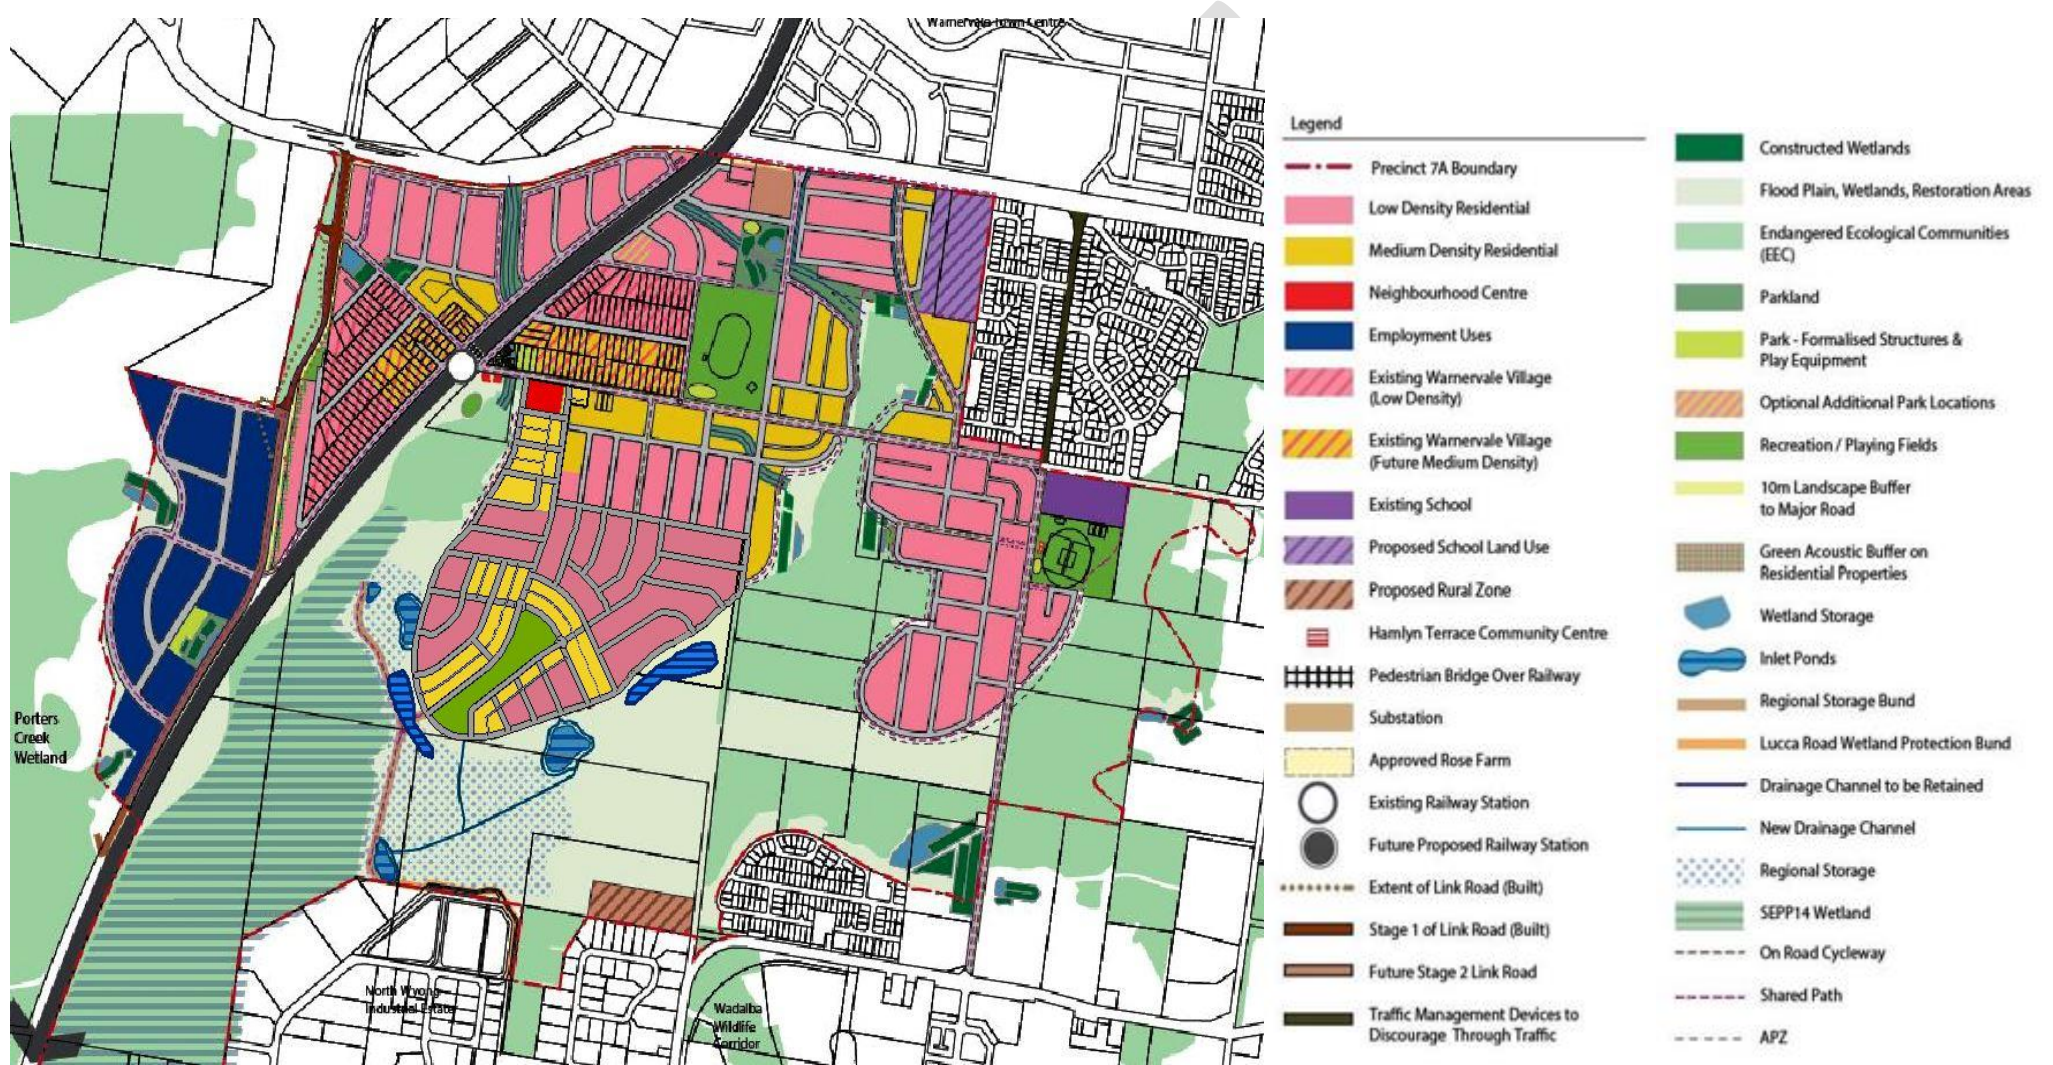 Warnervale Town Centre
Porters
Creek
Wetland
North Wyong
Industrial Estate
Wadalba
Wildlife
Corridor
Legend
Precinct 7A Boundary
Low Density Residential
Medium Density Residential
Neighbourhood Centre
Employment Uses
Existing Warnervale Village
(Low Density)
Existing Warnervale Village
(Future Medium Density)
Existing School
Proposed School Land Use
Proposed Rural Zone
Hamlyn Terrace Community Centre
Pedestrian Bridge Over Railway
Substation
Approved Rose Farm
Existing Railway Station
Future Proposed Railway Station
Extent of Link Road (Built)
Stage 1 of Link Road (Built)
Future Stage 2 Link Road
Traffic Management Devices to
Discourage Through Traffic
Constructed Wetlands
Flood Plain, Wetlands, Restoration Areas
Endangered Ecological Communities
(EEC)
Parkland
Park - Formalised Structures &
Play Equipment
Optional Additional Park Locations
Recreation / Playing Fields
10m Landscape Buffer
to Major Road
Green Acoustic Buffer on
Residential Properties
Wetland Storage
Inlet Ponds
Regional Storage Bund
Lucca Road Wetland Protection Bund
Drainage Channel to be Retained
New Drainage Channel
Regional Storage
SEPP14 Wetland
On Road Cycleway
Shared Path
APZ